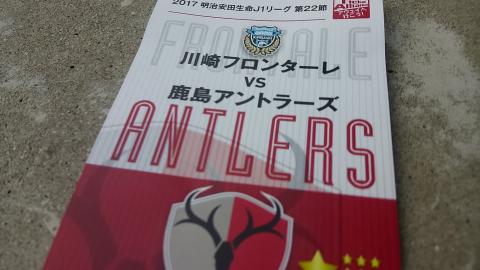 2017 明治安田生命J1リーグ 第22節
FRONTALE
川崎フロンターレ
VS
鹿島アントラーズ
ANTLERS